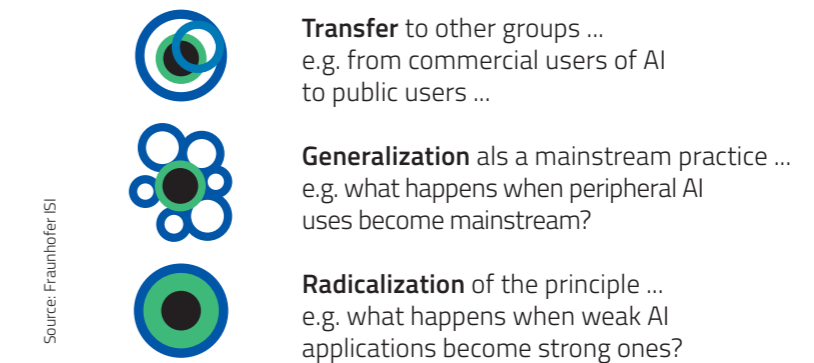 Transfer to other groups ...
e.g. from commercial users of AI
to public users ...
Generalization als a mainstream practice ...
e.g. what happens when peripheral AI
uses become mainstream?
Radicalization of the principle ...
e.g. what happens when weak AI
applications become strong ones?
Source: Fraunhofer ISI